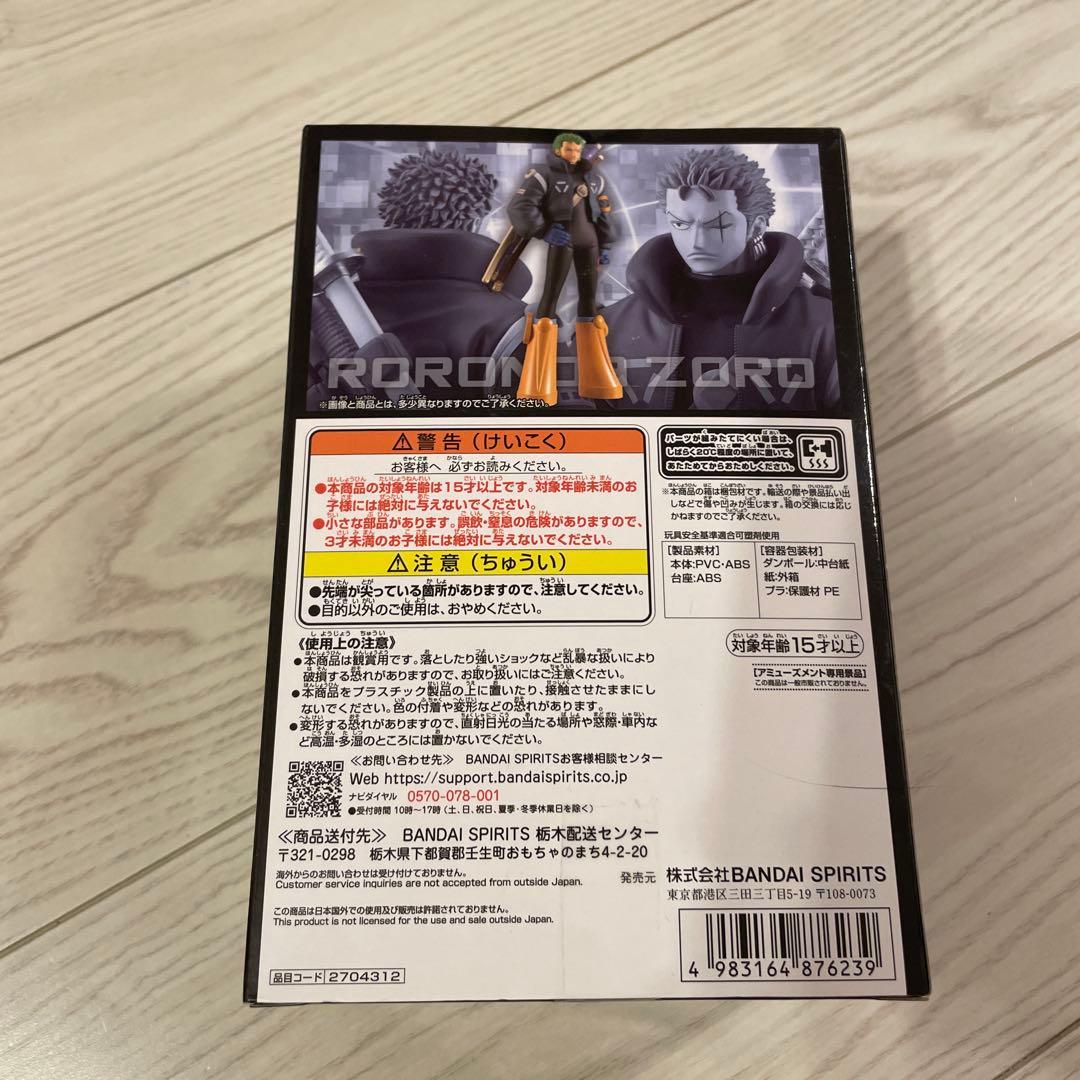 RORONOA ZORO
※画像と商品とは、多少異なりますのでご了承ください。
⚠警告（けいこく）
お客様へ 必ずお読みください。
●本商品の対象年齢は15才以上です。対象年齢未満のお
子様には絶対に与えないでください。
●小さな部品があります。誤飲・窒息の危険がありますので、
3才未満のお子様には絶対に与えないでください。
⚠注意（ちゅうい）
●先端が尖っている箇所がありますので、注意してください。
●目的以外のご使用は、おやめください。
《使用上の注意》
●本商品は観賞用です。落としたり強いショックなど乱暴な扱いにより
破損する恐れがありますので、お取り扱いにはご注意ください。
●本商品をプラスチック製品の上に置いたり、接触させたままにし
ないでください。色の付着や変形などの恐れがあります。
●変形する恐れがありますので、直射日光の当たる場所や窓際・車内な
ど高温・多湿のところには置かないでください。
≪お問い合わせ先≫ BANDAI SPIRITSお客様相談センター
Web https://support.bandaispirits.co.jp
ナビダイヤル 0570-078-001
●受付時間 10時～17時（土、日、祝日、夏季・冬季休業日を除く）
≪商品送付先≫ BANDAI SPIRITS 栃木配送センター
〒321-0298 栃木県下都賀郡壬生町おもちゃのまち4-2-20
海外からのお問い合わせは受け付けておりません。
Customer service inquiries are not accepted from outside Japan.
この商品は日本国外での使用及び販売は許諾されておりません。
This product is not licensed for the use and sale outside Japan.
品目コード 2704312
パーツが組みたてにくい場合は、
しばらく20℃程度の場所に置いて、
あたためてからおためしください。
※本商品の箱は梱包材です。輸送の際や景品払い出
しなどで傷や凹みが生じます。箱の交換には応じ
かねますのでご了承ください。
玩具安全基準適合可塑剤使用
[製品素材]
本体:PVC・ABS
台座:ABS
[容器包装材]
ダンボール:中台紙
紙:外箱
プラ:保護材 PE
対象年齢15才以上
[アミューズメント専用景品]
この商品は一般市販されておりません。
発売元 株式会社BANDAI SPIRITS
東京都港区三田三丁目5-19 〒108-0073
4 983164 876239